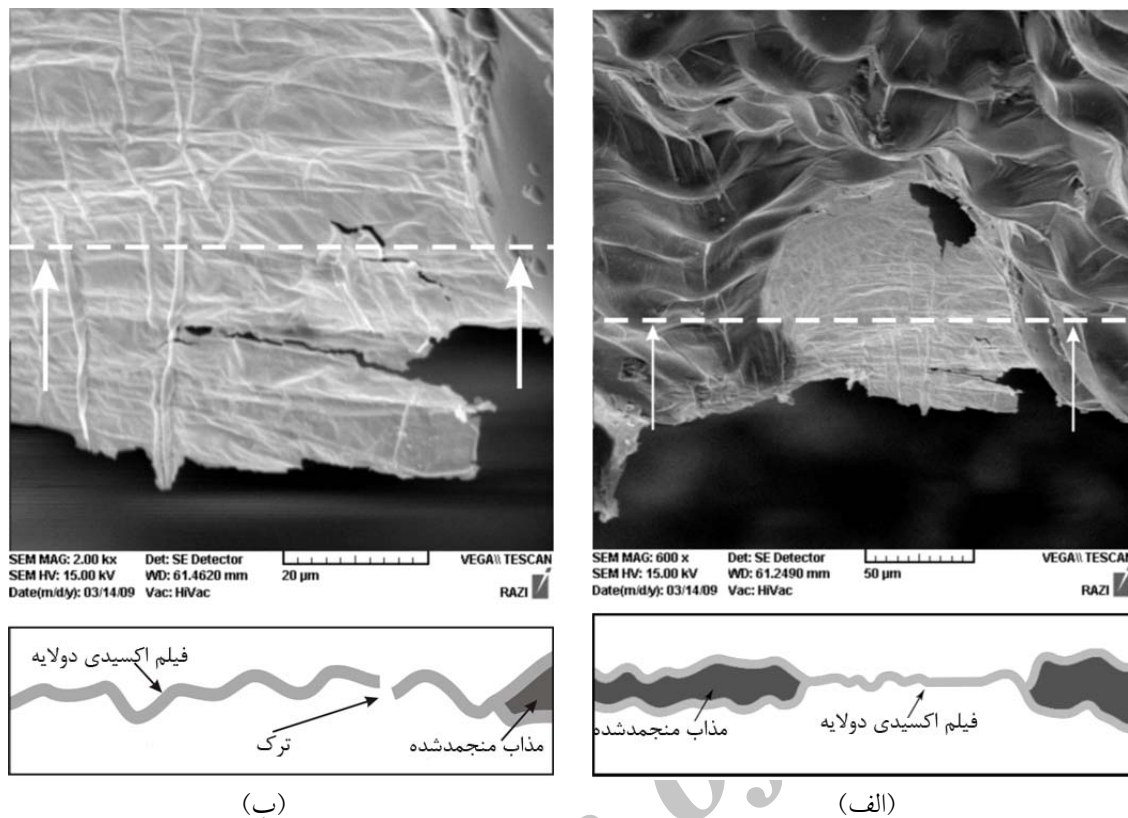 SEM MAG: 600 x Det: SE Detector
SEM HV: 15.00 kV WD: 61.2490 mm 50 µm VEGA\\ TESCAN
Date(m/d/y): 03/14/09 Vac: HiVac RAZI
مذاب منجمدشده
فیلم اکسیدی دولایه
(الف)
SEM MAG: 2.00 kx Det: SE Detector
SEM HV: 15.00 kV WD: 61.4620 mm 20 µm VEGA\\ TESCAN
Date(m/d/y): 03/14/09 Vac: HiVac RAZI
فیلم اکسیدی دولایه
ترک
مذاب منجمدشده
(ب)